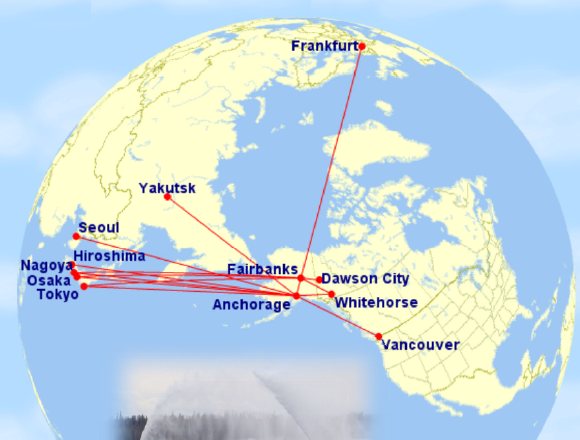 Frankfurt
Yakutsk
Seoul
Hiroshima
Nagoya
Osaka
Tokyo
Fairbanks
Dawson City
Anchorage
Whitehorse
Vancouver